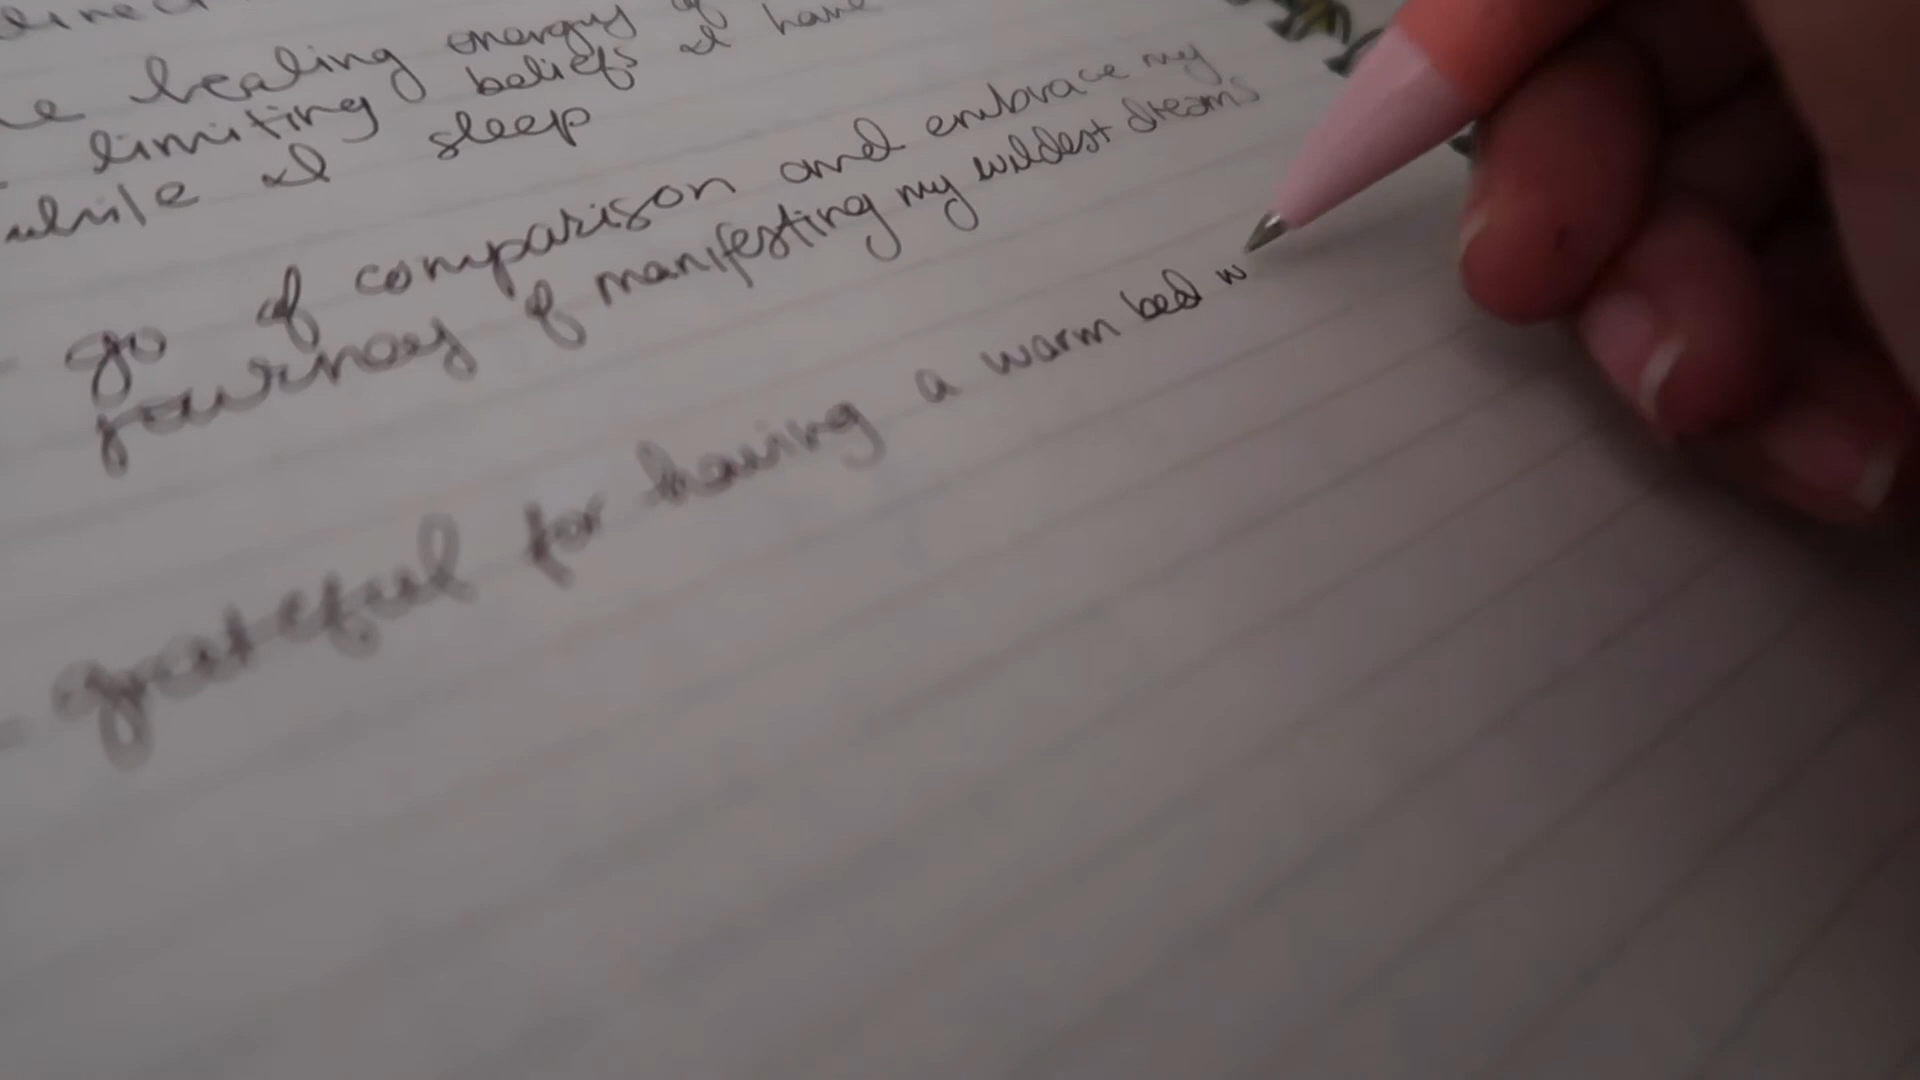 healing energy of
limiting beliefs I have
while I sleep
go of comparison and embrace my
journey of manifesting my wildest dreams
grateful for having a warm bed w